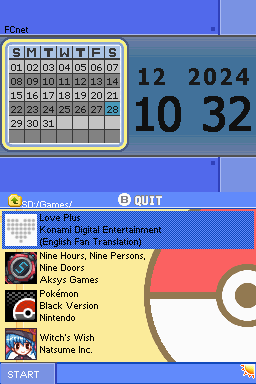 FCnet
S M T W T F S
01 02 03 04 05 06 07
08 09 10 11 12 13 14
15 16 17 18 19 20 21
22 23 24 25 26 27 28
29 30 31
12 2024
10 32
SD:/Games/
B QUIT
Love Plus
Konami Digital Entertainment
(English Fan Translation)
Nine Hours, Nine Persons,
Nine Doors
Aksys Games
Pokémon
Black Version
Nintendo
Witch's Wish
Natsume Inc.
START